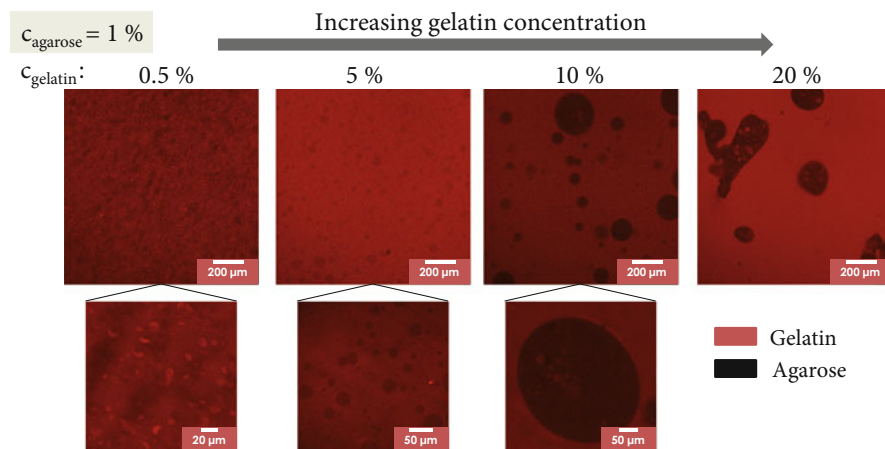 Increasing gelatin concentration
c_agarose = 1 %
c_gelatin:
0.5 %
5 %
10 %
20 %
200 µm
200 µm
200 µm
200 µm
20 µm
50 µm
50 µm
Gelatin
Agarose